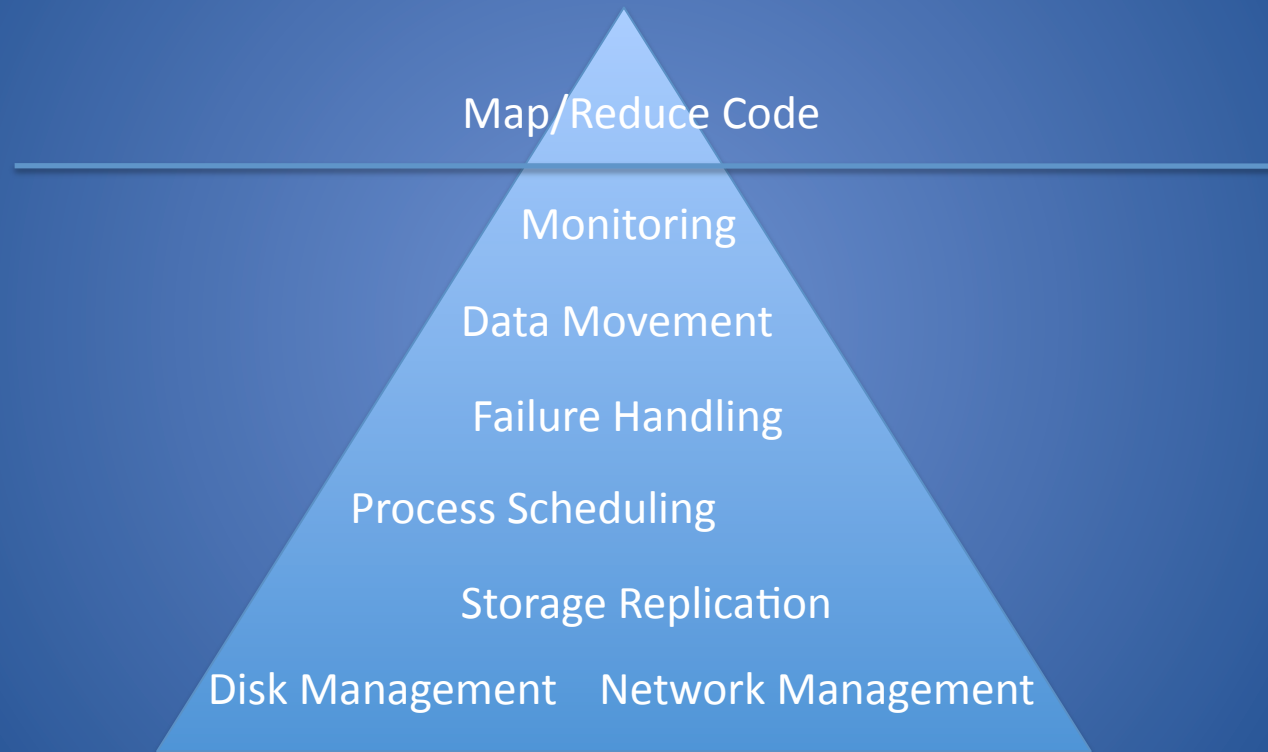 Map/Reduce Code
Monitoring
Data Movement
Failure Handling
Process Scheduling
Storage Replication
Disk Management Network Management